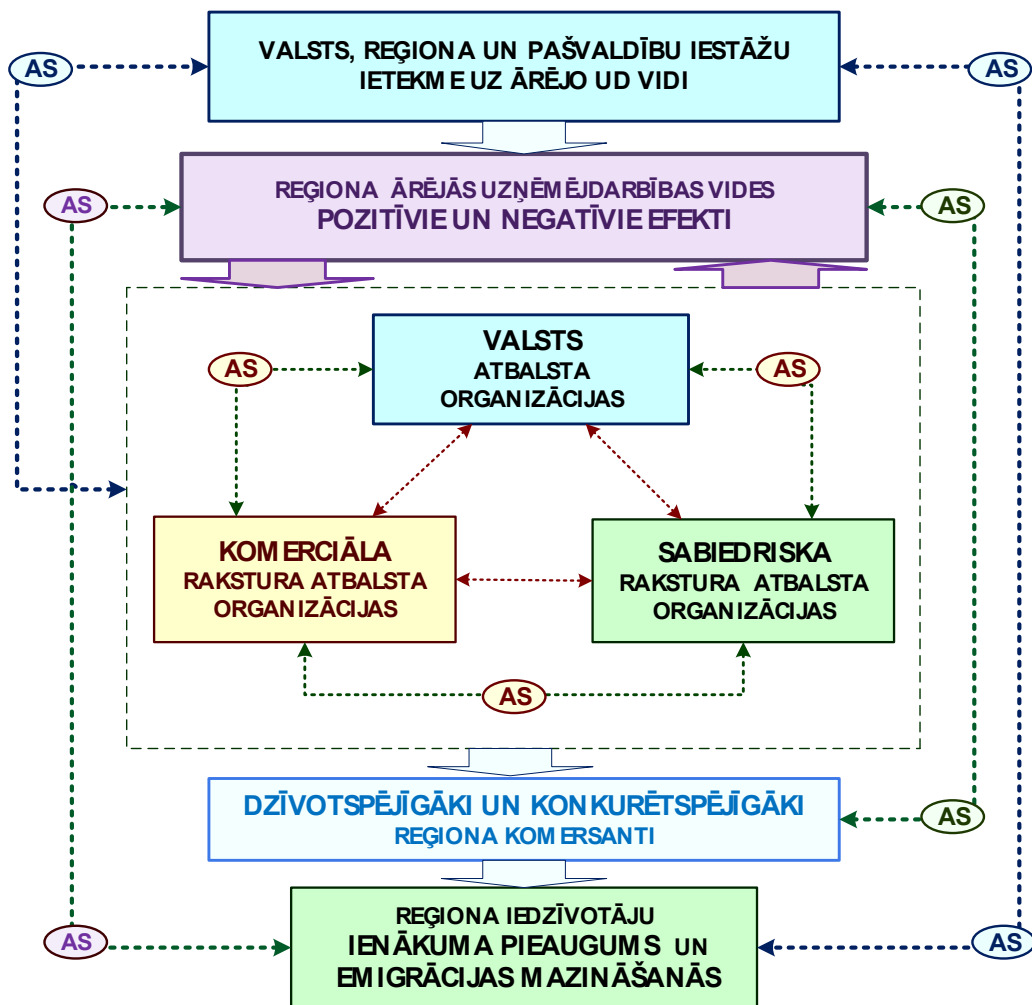 VALSTS, REĢIONA UN PAŠVALDĪBU IESTĀŽU
IETEKME UZ ĀRĒJO UD VIDI
AS
AS
REĢIONA ĀRĒJĀS UZŅĒMĒJDARBĪBAS VIDES
POZITĪVIE UN NEGATĪVIE EFEKTI
AS
AS
VALSTS
ATBALSTA
ORGANIZĀCIJAS
AS
AS
KOMERCIĀLA
RAKSTURA ATBALSTA
ORGANIZĀCIJAS
SABIEDRISKA
RAKSTURA ATBALSTA
ORGANIZĀCIJAS
AS
DZĪVOTSPĒJĪGĀKI UN KONKURĒTSPĒJĪGĀKI
REĢIONA KOMERSANTI
AS
REĢIONA IEDZĪVOTĀJU
IENĀKUMA PIEAUGUMS UN
EMIGRĀCIJAS MAZINĀŠANĀS
AS
AS